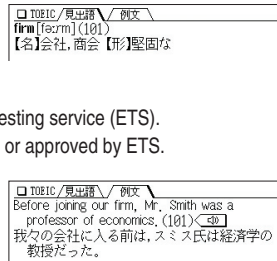 □ TOEIC/見出語 / 例文
firm[fəːrm](101)
【名】会社,商会 【形】堅固な
esting service (ETS).
or approved by ETS.
□ TOEIC/見出語 / 例文
Before joining our firm, Mr. Smith was a
professor of economics. (101)
我々の会社に入る前は,スミス氏は経済学の
教授だった。